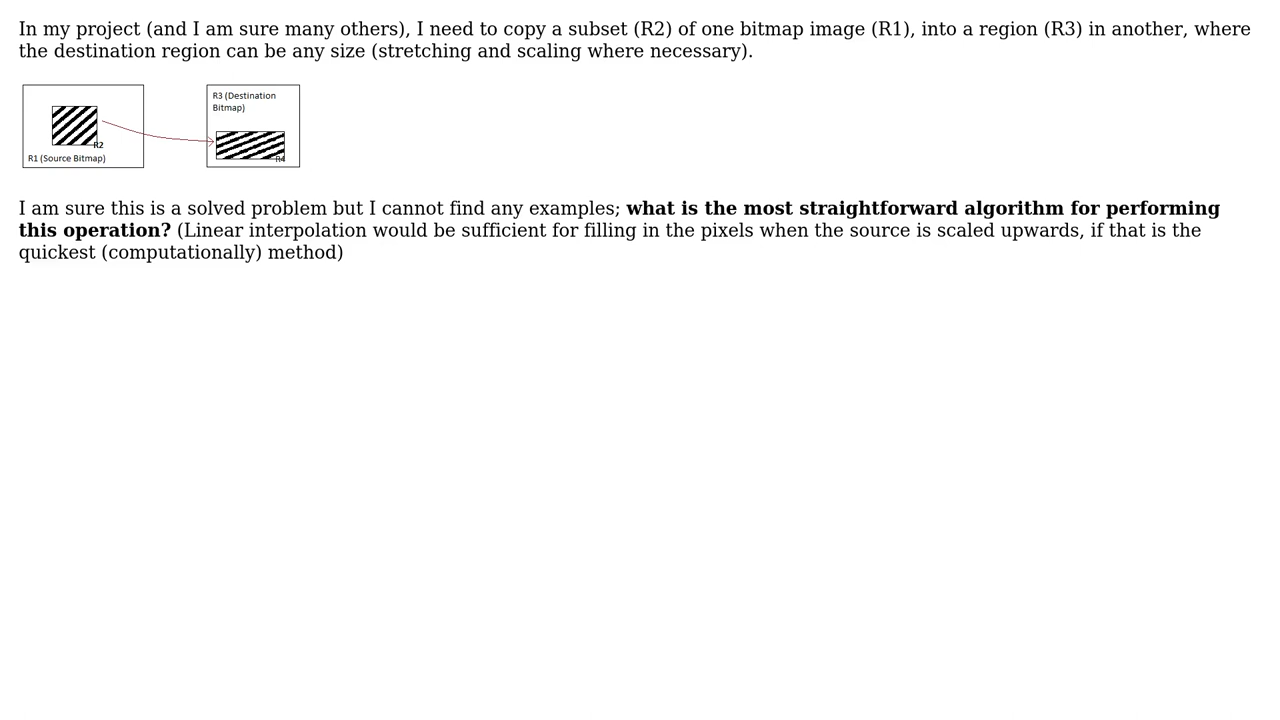 In my project (and I am sure many others), I need to copy a subset (R2) of one bitmap image (R1), into a region (R3) in another, where
the destination region can be any size (stretching and scaling where necessary).
R3 (Destination
Bitmap)
R2
R1 (Source Bitmap)
R4
I am sure this is a solved problem but I cannot find any examples; what is the most straightforward algorithm for performing
this operation? (Linear interpolation would be sufficient for filling in the pixels when the source is scaled upwards, if that is the
quickest (computationally) method)